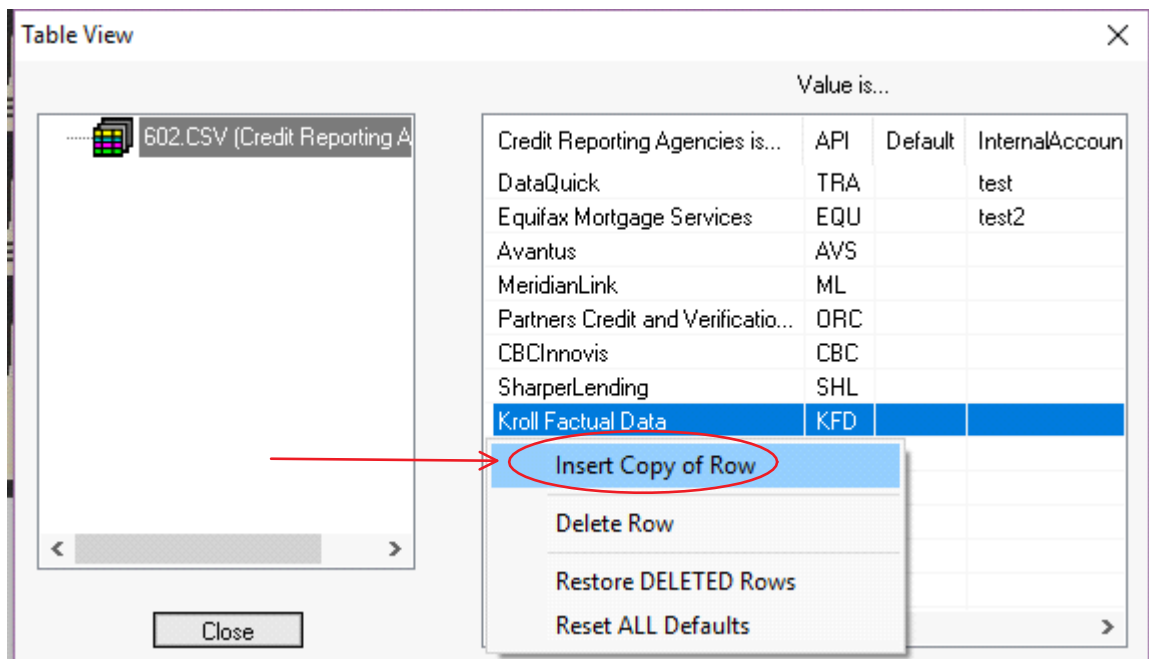 Table View
Value is...
602.CSV (Credit Reporting A
Credit Reporting Agencies is... API Default InternalAccoun
DataQuick TRA test
Equifax Mortgage Services EQU test2
Avantus AVS
MeridianLink ML
Partners Credit and Verificatio... ORC
CBCInnovis CBC
SharperLending SHL
Kroll Factual Data KFD
Insert Copy of Row
Delete Row
Restore DELETED Rows
Reset ALL Defaults
Close